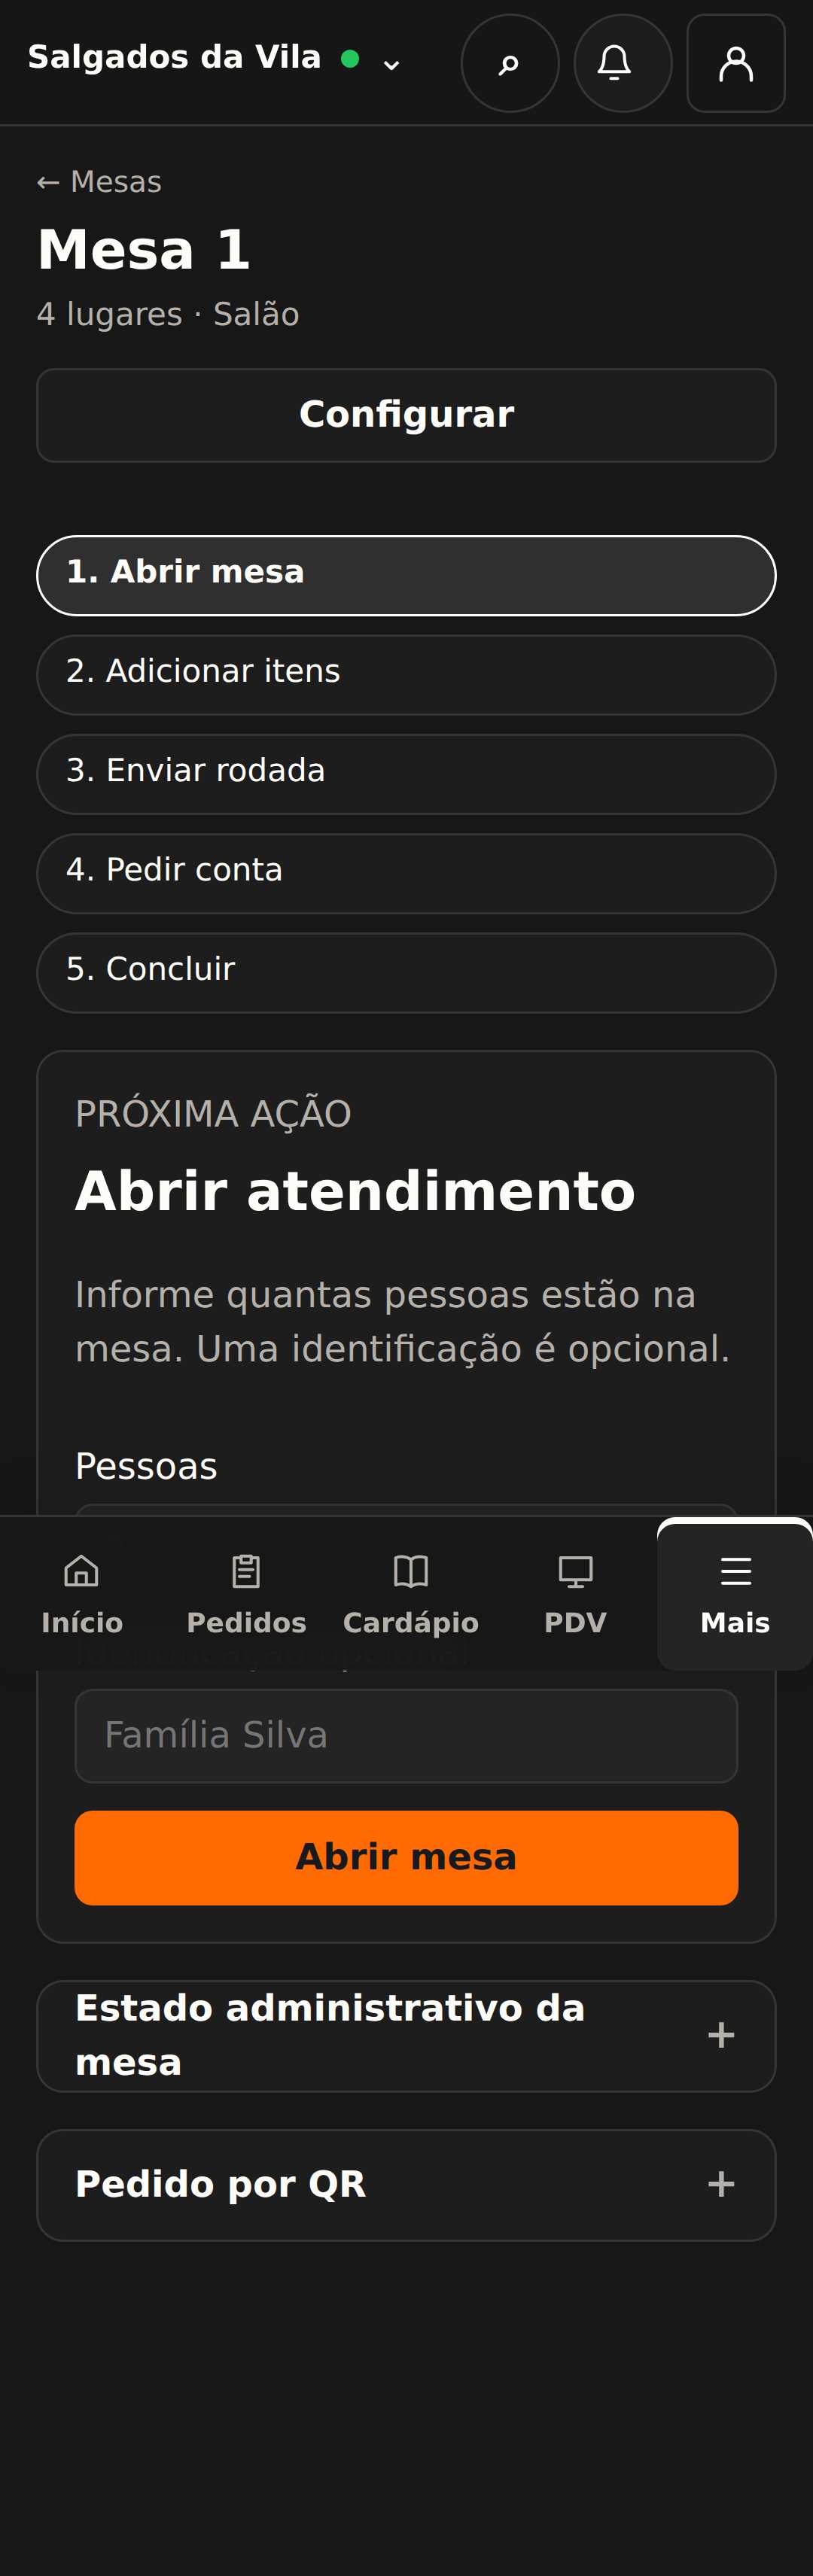 Salgados da Vila
← Mesas
Mesa 1
4 lugares · Salão
Configurar
1. Abrir mesa
2. Adicionar itens
3. Enviar rodada
4. Pedir conta
5. Concluir
PRÓXIMA AÇÃO
Abrir atendimento
Informe quantas pessoas estão na
mesa. Uma identificação é opcional.
Pessoas
Início Pedidos Cardápio PDV Mais
Família Silva
Abrir mesa
Estado administrativo da
mesa
+
Pedido por QR
+